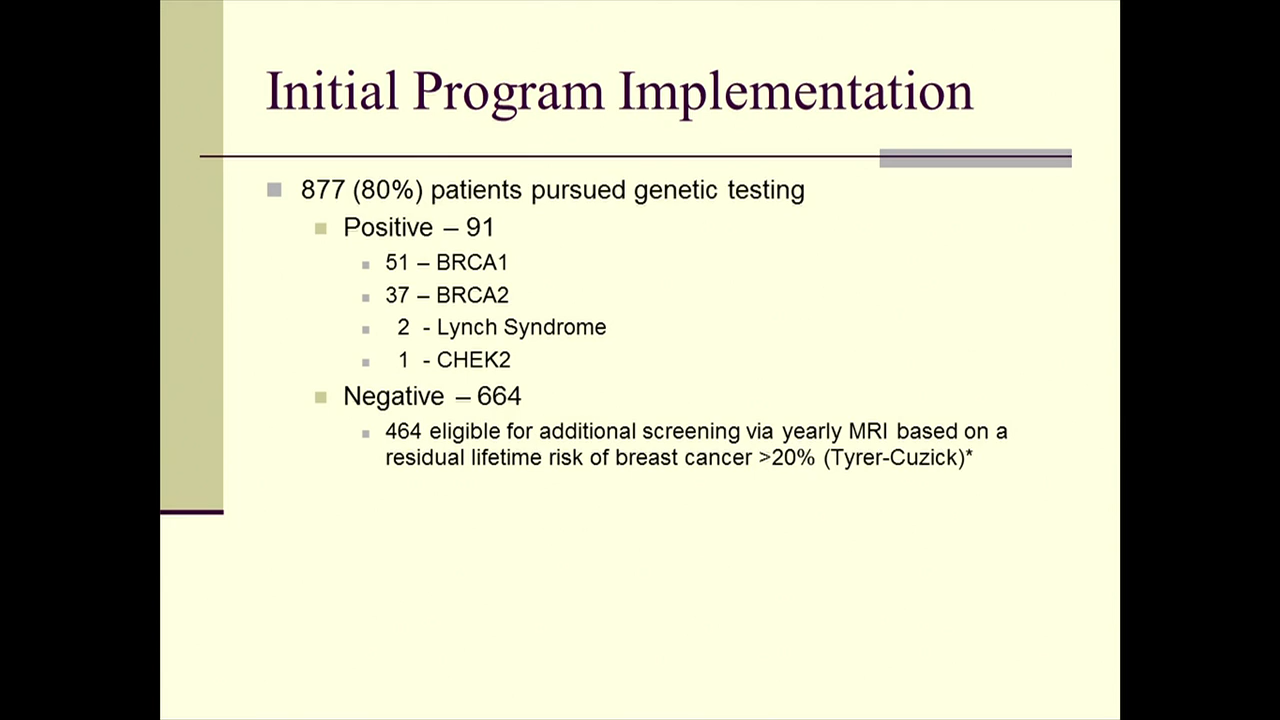 Initial Program Implementation
877 (80%) patients pursued genetic testing
Positive – 91
51 – BRCA1
37 – BRCA2
2 - Lynch Syndrome
1 - CHEK2
Negative – 664
464 eligible for additional screening via yearly MRI based on a
residual lifetime risk of breast cancer >20% (Tyrer-Cuzick)*